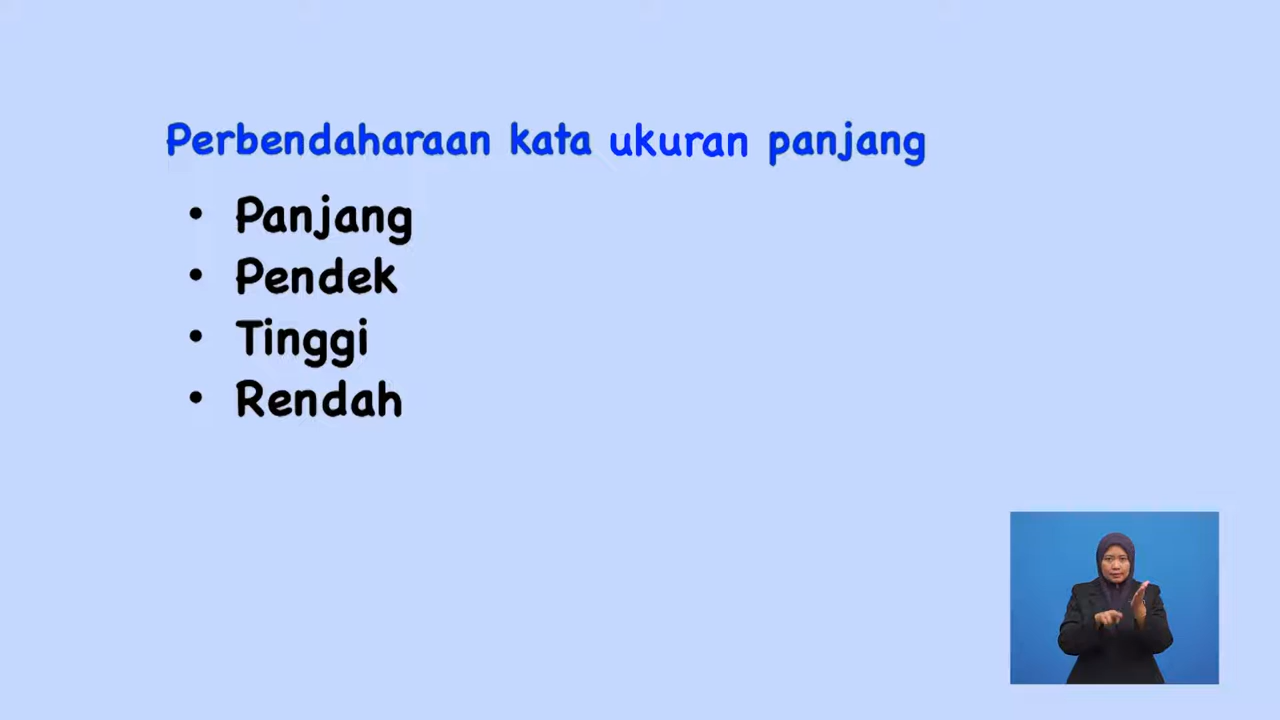 Perbendaharaan kata ukuran panjang
• Panjang
• Pendek
• Tinggi
• Rendah